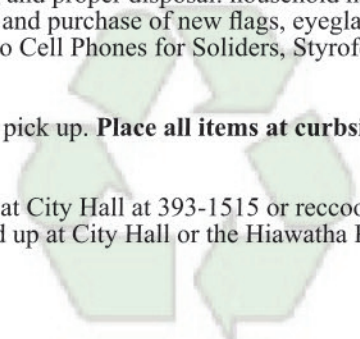 and proper disposal: household
and purchase of new flags, eyegla
o Cell Phones for Soliders, Styrof
pick up. Place all items at curbsi
at City Hall at 393-1515 or reccoo
d up at City Hall or the Hiawatha